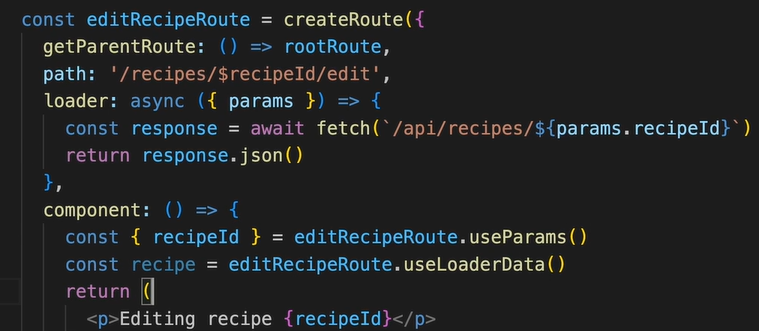 const editRecipeRoute = createRoute({
  getParentRoute: () => rootRoute,
  path: '/recipes/$recipeId/edit',
  loader: async ({ params }) => {
    const response = await fetch(`/api/recipes/${params.recipeId}`)
    return response.json()
  },
  component: () => {
    const { recipeId } = editRecipeRoute.useParams()
    const recipe = editRecipeRoute.useLoaderData()
    return (
      <p>Editing recipe {recipeId}</p>